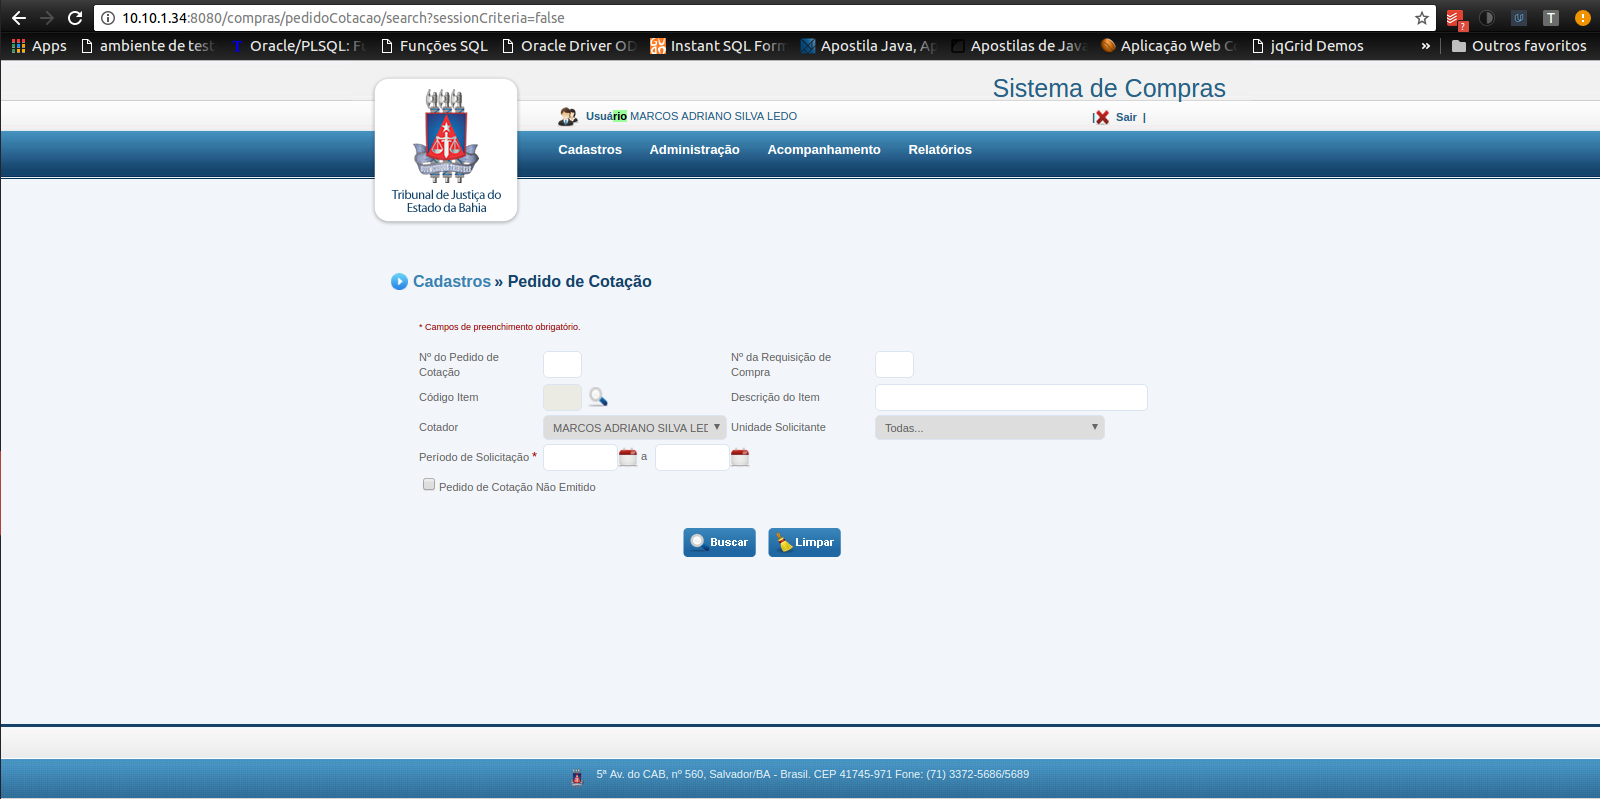 10.10.1.34:8080/compras/pedidoCotacao/search?sessionCriteria=false
?
T
Apps ambiente de test Oracle/PLSQL: Fu Funções SQL Oracle Driver OD Instant SQL Form Apostila Java, Ap Apostilas de Java Aplicação Web Co jqGrid Demos » Outros favoritos
Sistema de Compras
Usuário MARCOS ADRIANO SILVA LEDO
| Sair |
Cadastros Administração Acompanhamento Relatórios
Tribunal de Justiça do
Estado da Bahia
Cadastros » Pedido de Cotação
* Campos de preenchimento obrigatório.
Nº do Pedido de
Cotação
Nº da Requisição de
Compra
Código Item
Descrição do Item
Cotador MARCOS ADRIANO SILVA LED
Unidade Solicitante Todas...
Período de Solicitação * a
Pedido de Cotação Não Emitido
Buscar Limpar
5ª Av. do CAB, nº 560, Salvador/BA - Brasil. CEP 41745-971 Fone: (71) 3372-5686/5689